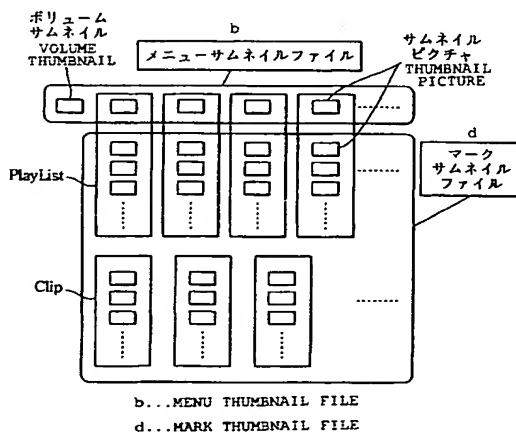 ボリューム
サムネイル
VOLUME
THUMBNAIL
b
メニューサムネイルファイル
サムネイル
ピクチャ
THUMBNAIL
PICTURE
d
マーク
サムネイル
ファイル
PlayList
Clip
b...MENU THUMBNAIL FILE
d...MARK THUMBNAIL FILE